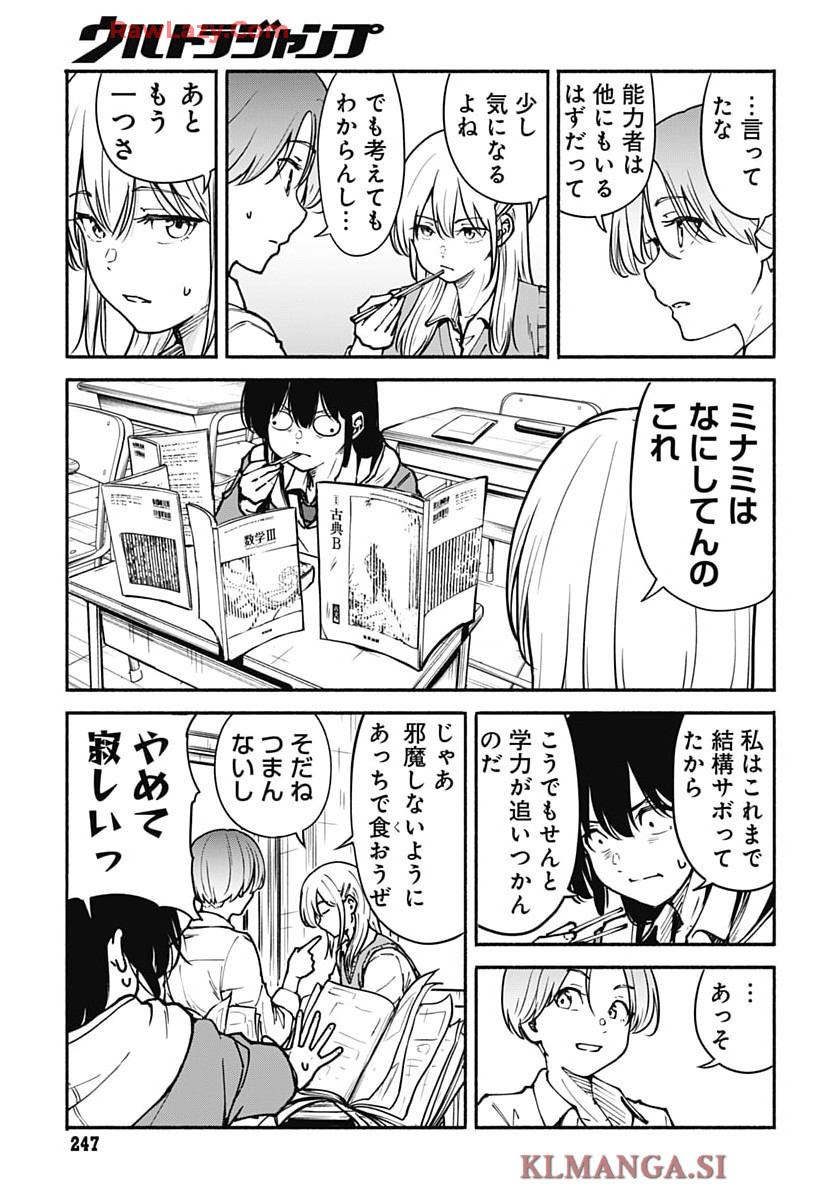 ウルトラジャンプ
RawLazy.Com
…言って
たな
能力者は
他にもいる
はずだって
少し
気になる
よね
でも考えても
わからんし…
あと
もう
一つさ
ミナミは
なにしてんの
これ
数学III
古典B
私はこれまで
結構サボって
たから
こうでもせんと
学力が追いつかん
のだ
…
あっそ
じゃあ
邪魔しないように
あっちで食おうぜ
く
そだね
つまん
ないし
やめて
寂しいっ
247
KLMANGA.SI